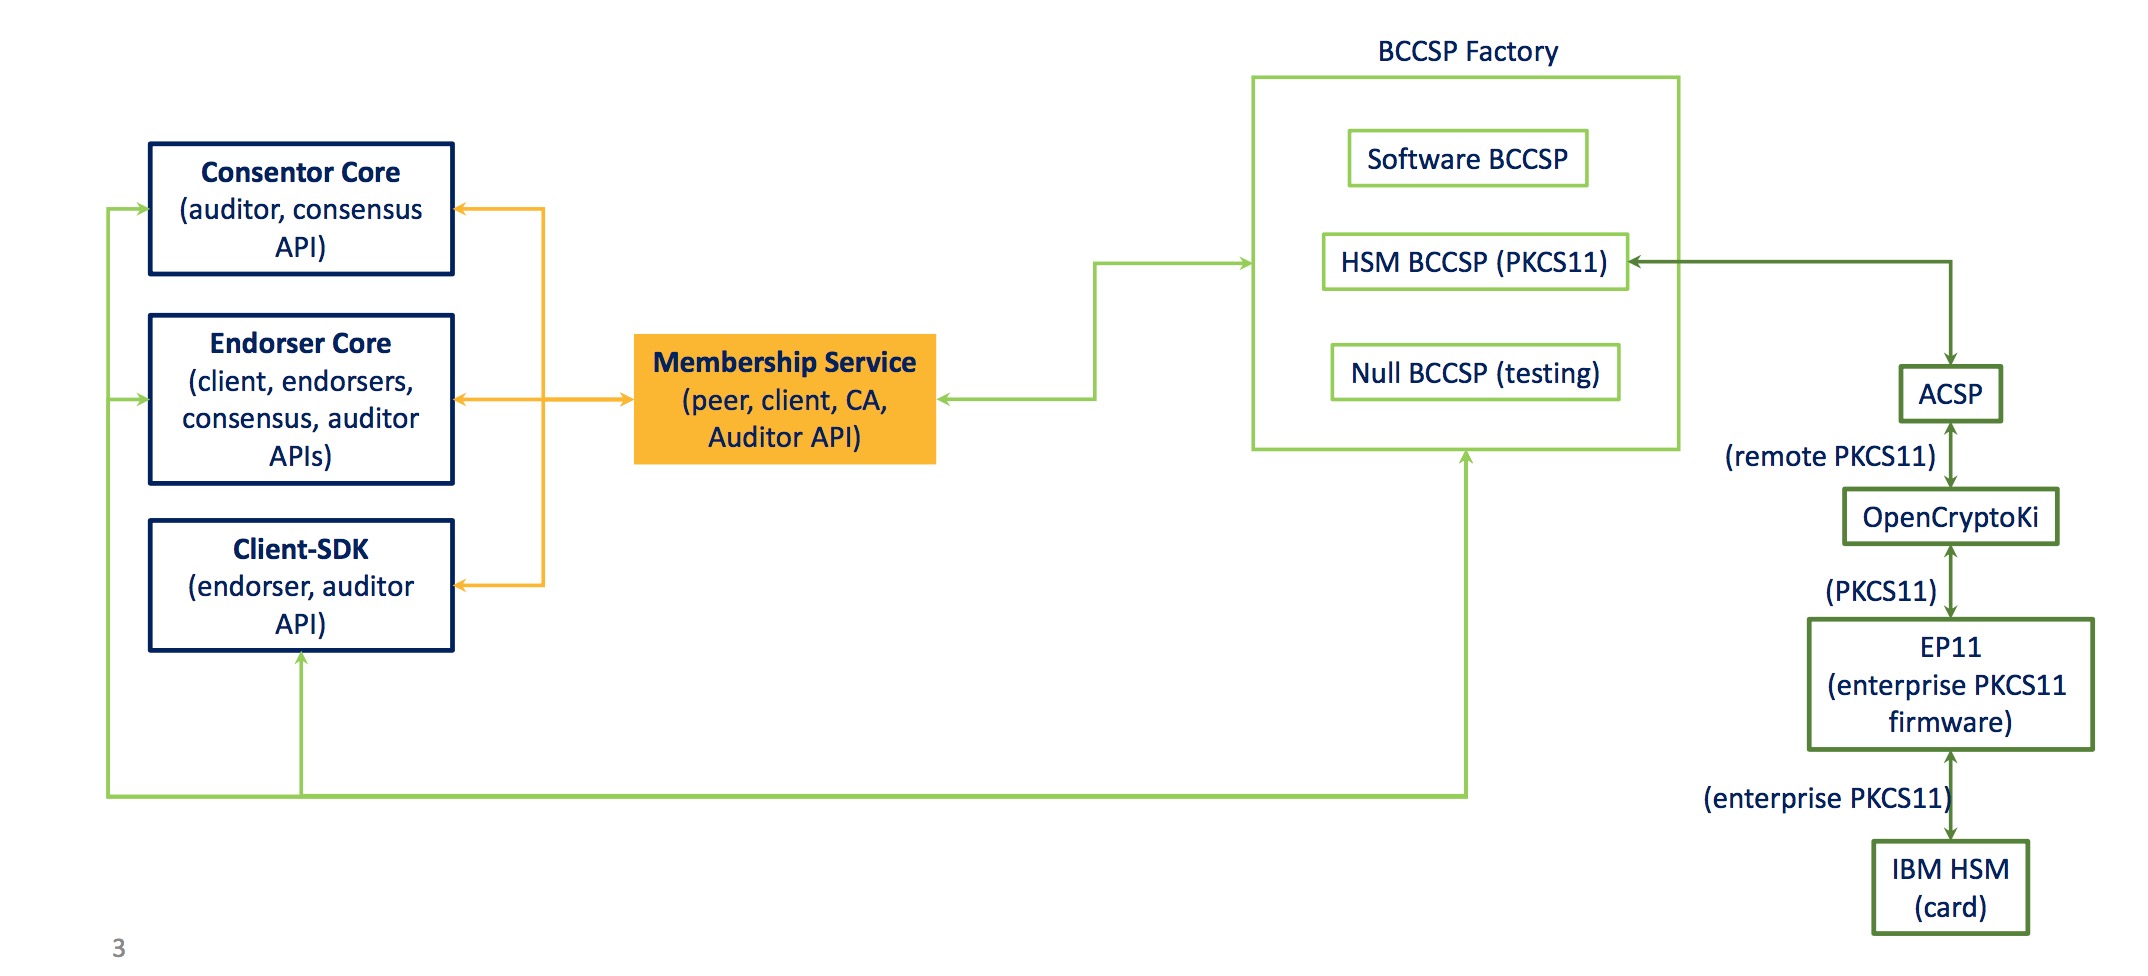 BCCSP Factory
Consentor Core
(auditor, consensus
API)
Endorser Core
(client, endorsers,
consensus, auditor
APIs)
Client-SDK
(endorser, auditor
API)
Membership Service
(peer, client, CA,
Auditor API)
Software BCCSP
HSM BCCSP (PKCS11)
Null BCCSP (testing)
ACSP
(remote PKCS11)
OpenCryptoKi
(PKCS11)
EP11
(enterprise PKCS11
firmware)
(enterprise PKCS11)
IBM HSM
(card)
3